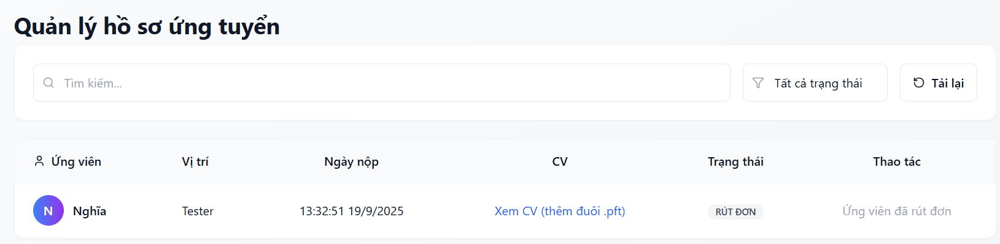 Quản lý hồ sơ ứng tuyển
Tìm kiếm...
Tất cả trạng thái
Tải lại
Ứng viên Vị trí Ngày nộp CV Trạng thái Thao tác
N Nghĩa Tester 13:32:51 19/9/2025 Xem CV (thêm đuôi .pft) RÚT ĐƠN Ứng viên đã rút đơn